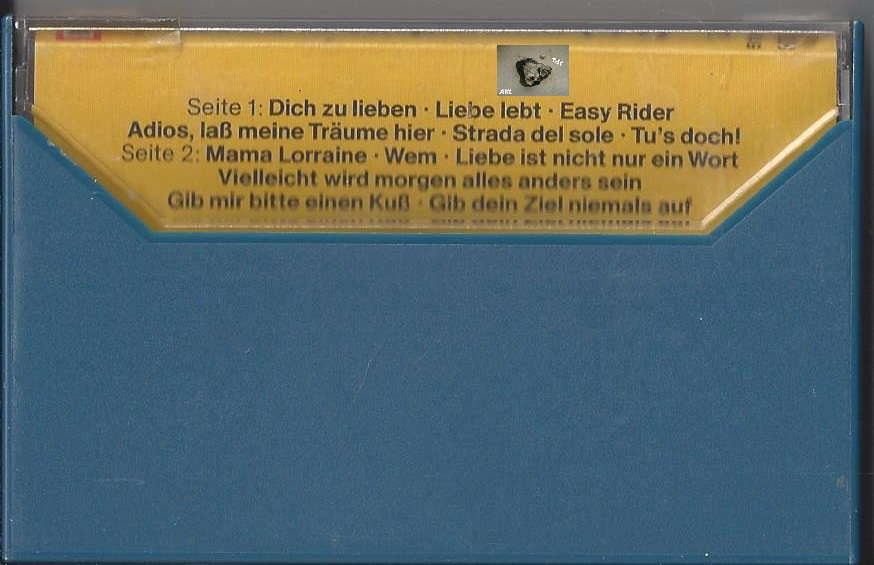 AKL
Seite 1: Dich zu lieben · Liebe lebt · Easy Rider
Adios, laß meine Träume hier · Strada del sole · Tu's doch!
Seite 2: Mama Lorraine · Wem · Liebe ist nicht nur ein Wort
Vielleicht wird morgen alles anders sein
Gib mir bitte einen Kuß · Gib dein Ziel niemals auf